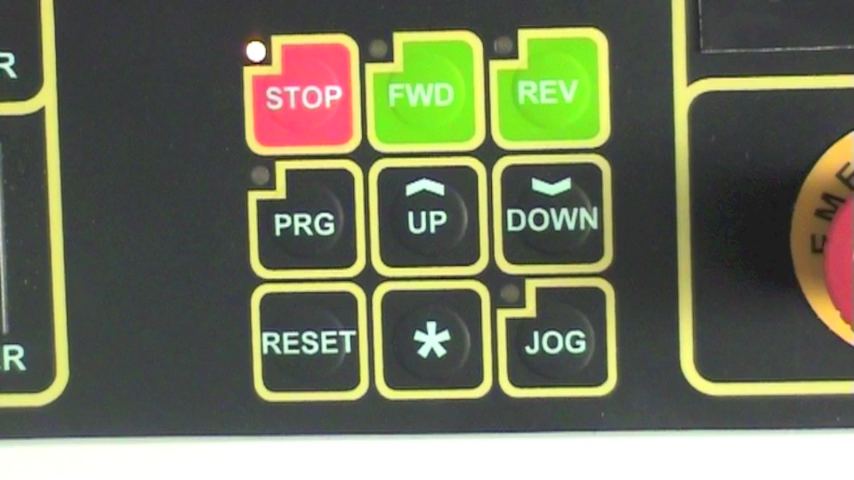 R
STOP FWD REV
PRG UP DOWN
RESET * JOG
R
EME